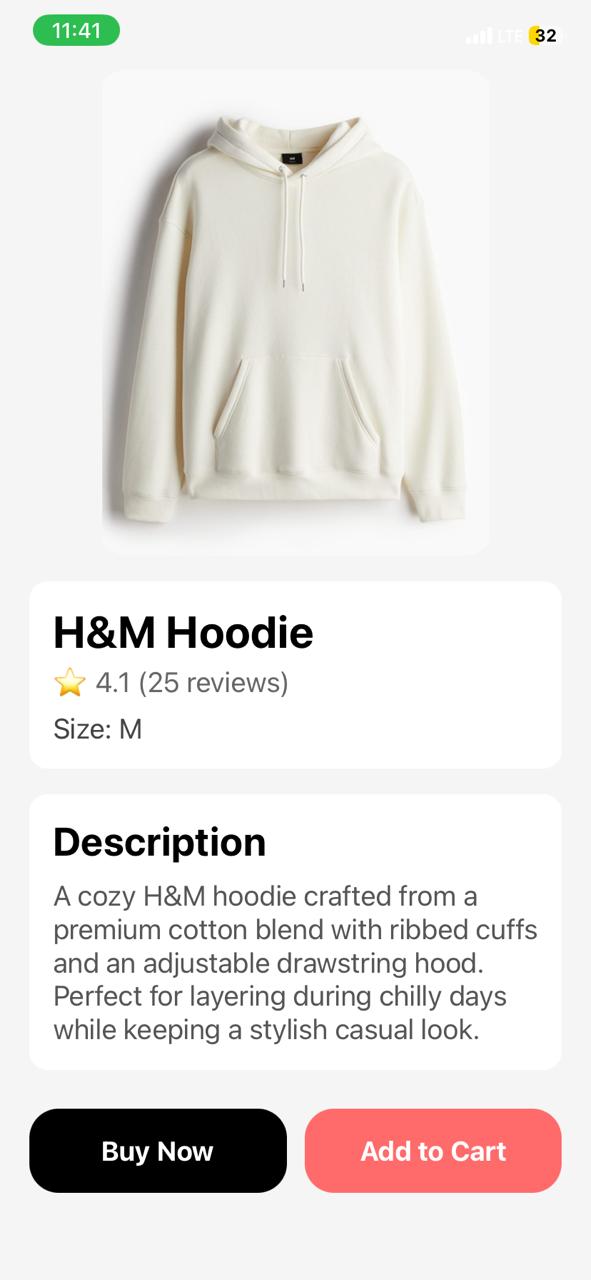 11:41
LTE 32
H&M Hoodie
⭐ 4.1 (25 reviews)
Size: M
Description
A cozy H&M hoodie crafted from a
premium cotton blend with ribbed cuffs
and an adjustable drawstring hood.
Perfect for layering during chilly days
while keeping a stylish casual look.
Buy Now
Add to Cart